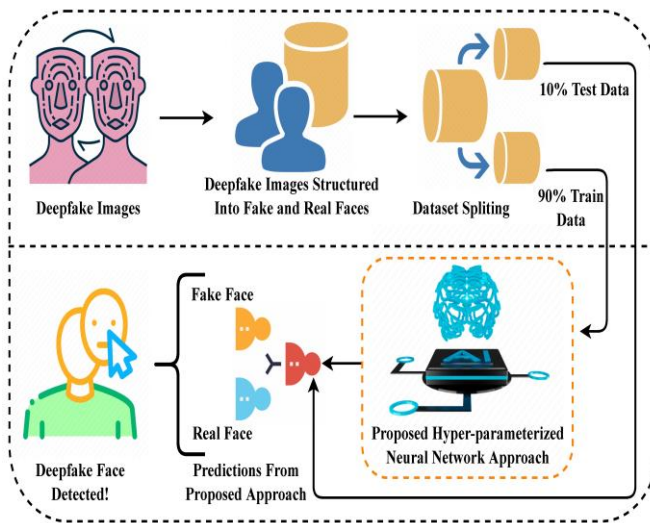 Deepfake Images
Deepfake Images Structured
Into Fake and Real Faces
Dataset Spliting
10% Test Data
90% Train
Data
Fake Face
Real Face
Deepfake Face
Detected!
Predictions From
Proposed Approach
AI
Proposed Hyper-parameterized
Neural Network Approach